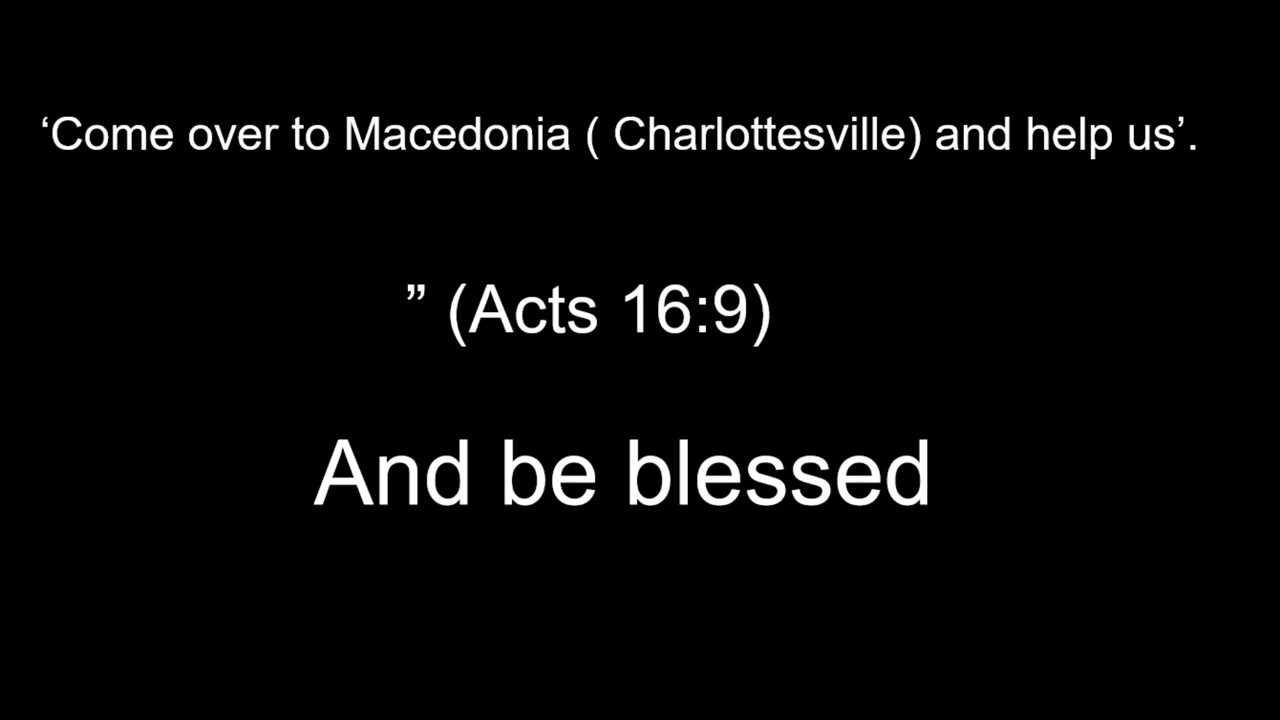 ‘Come over to Macedonia ( Charlottesville) and help us’.
” (Acts 16:9)
And be blessed